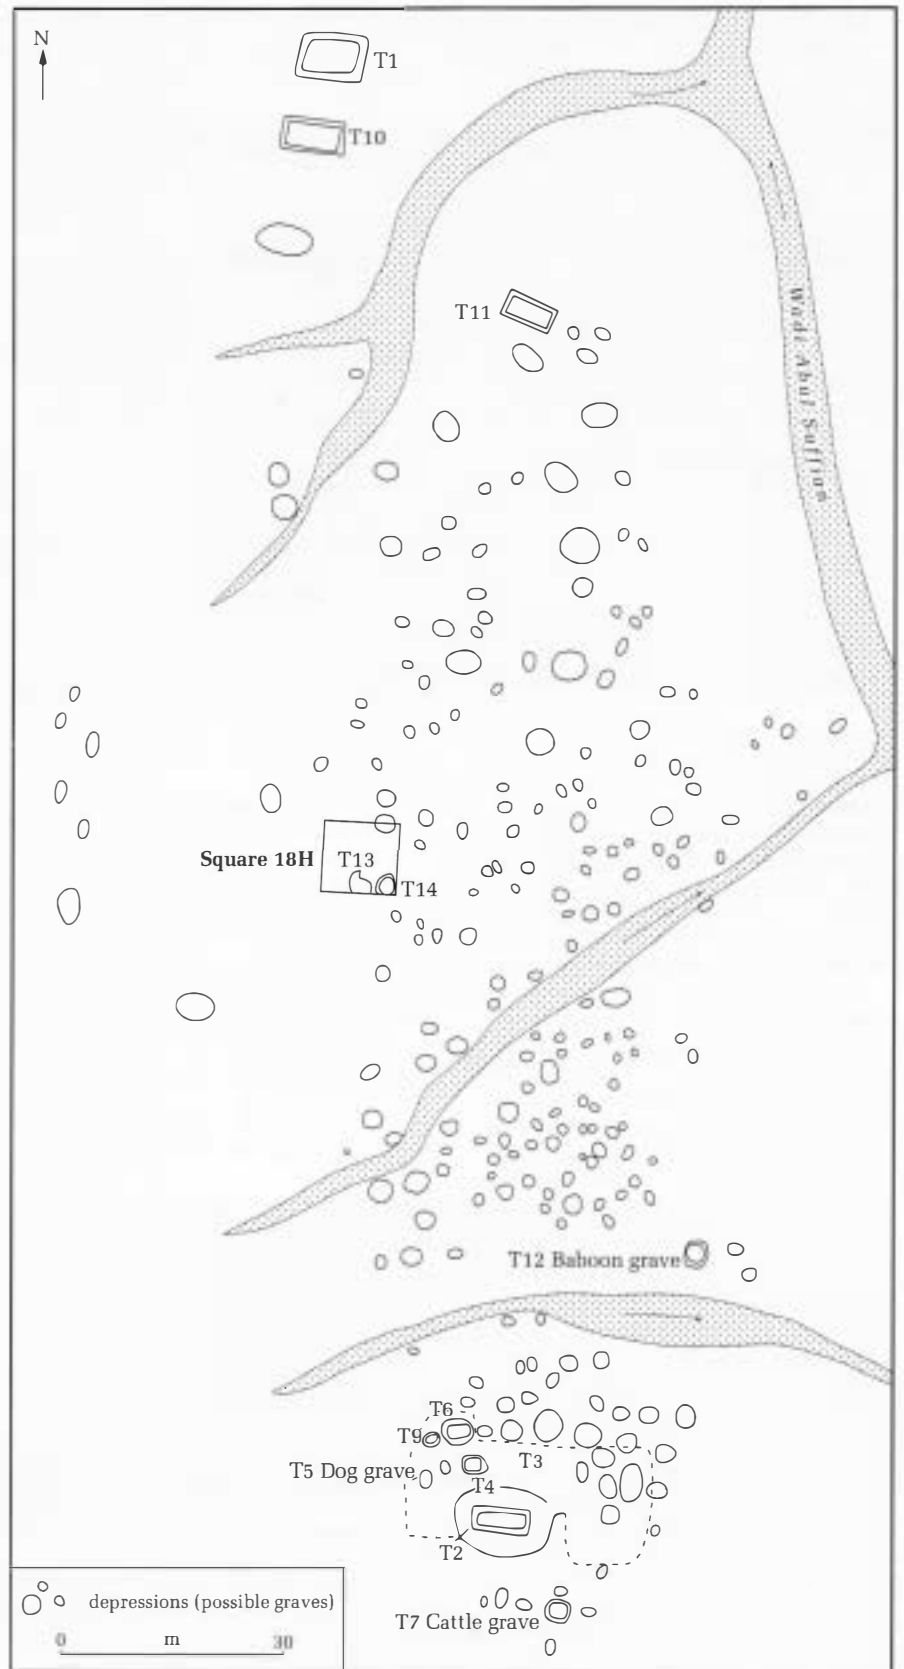 N
T1
T10
T11
Wadi Abul Suffian
Square 18H
T13
T14
T12 Baboon grave
T6
T9
T3
T5 Dog grave
T4
T2
T7 Cattle grave
depressions (possible graves)
0 m 30